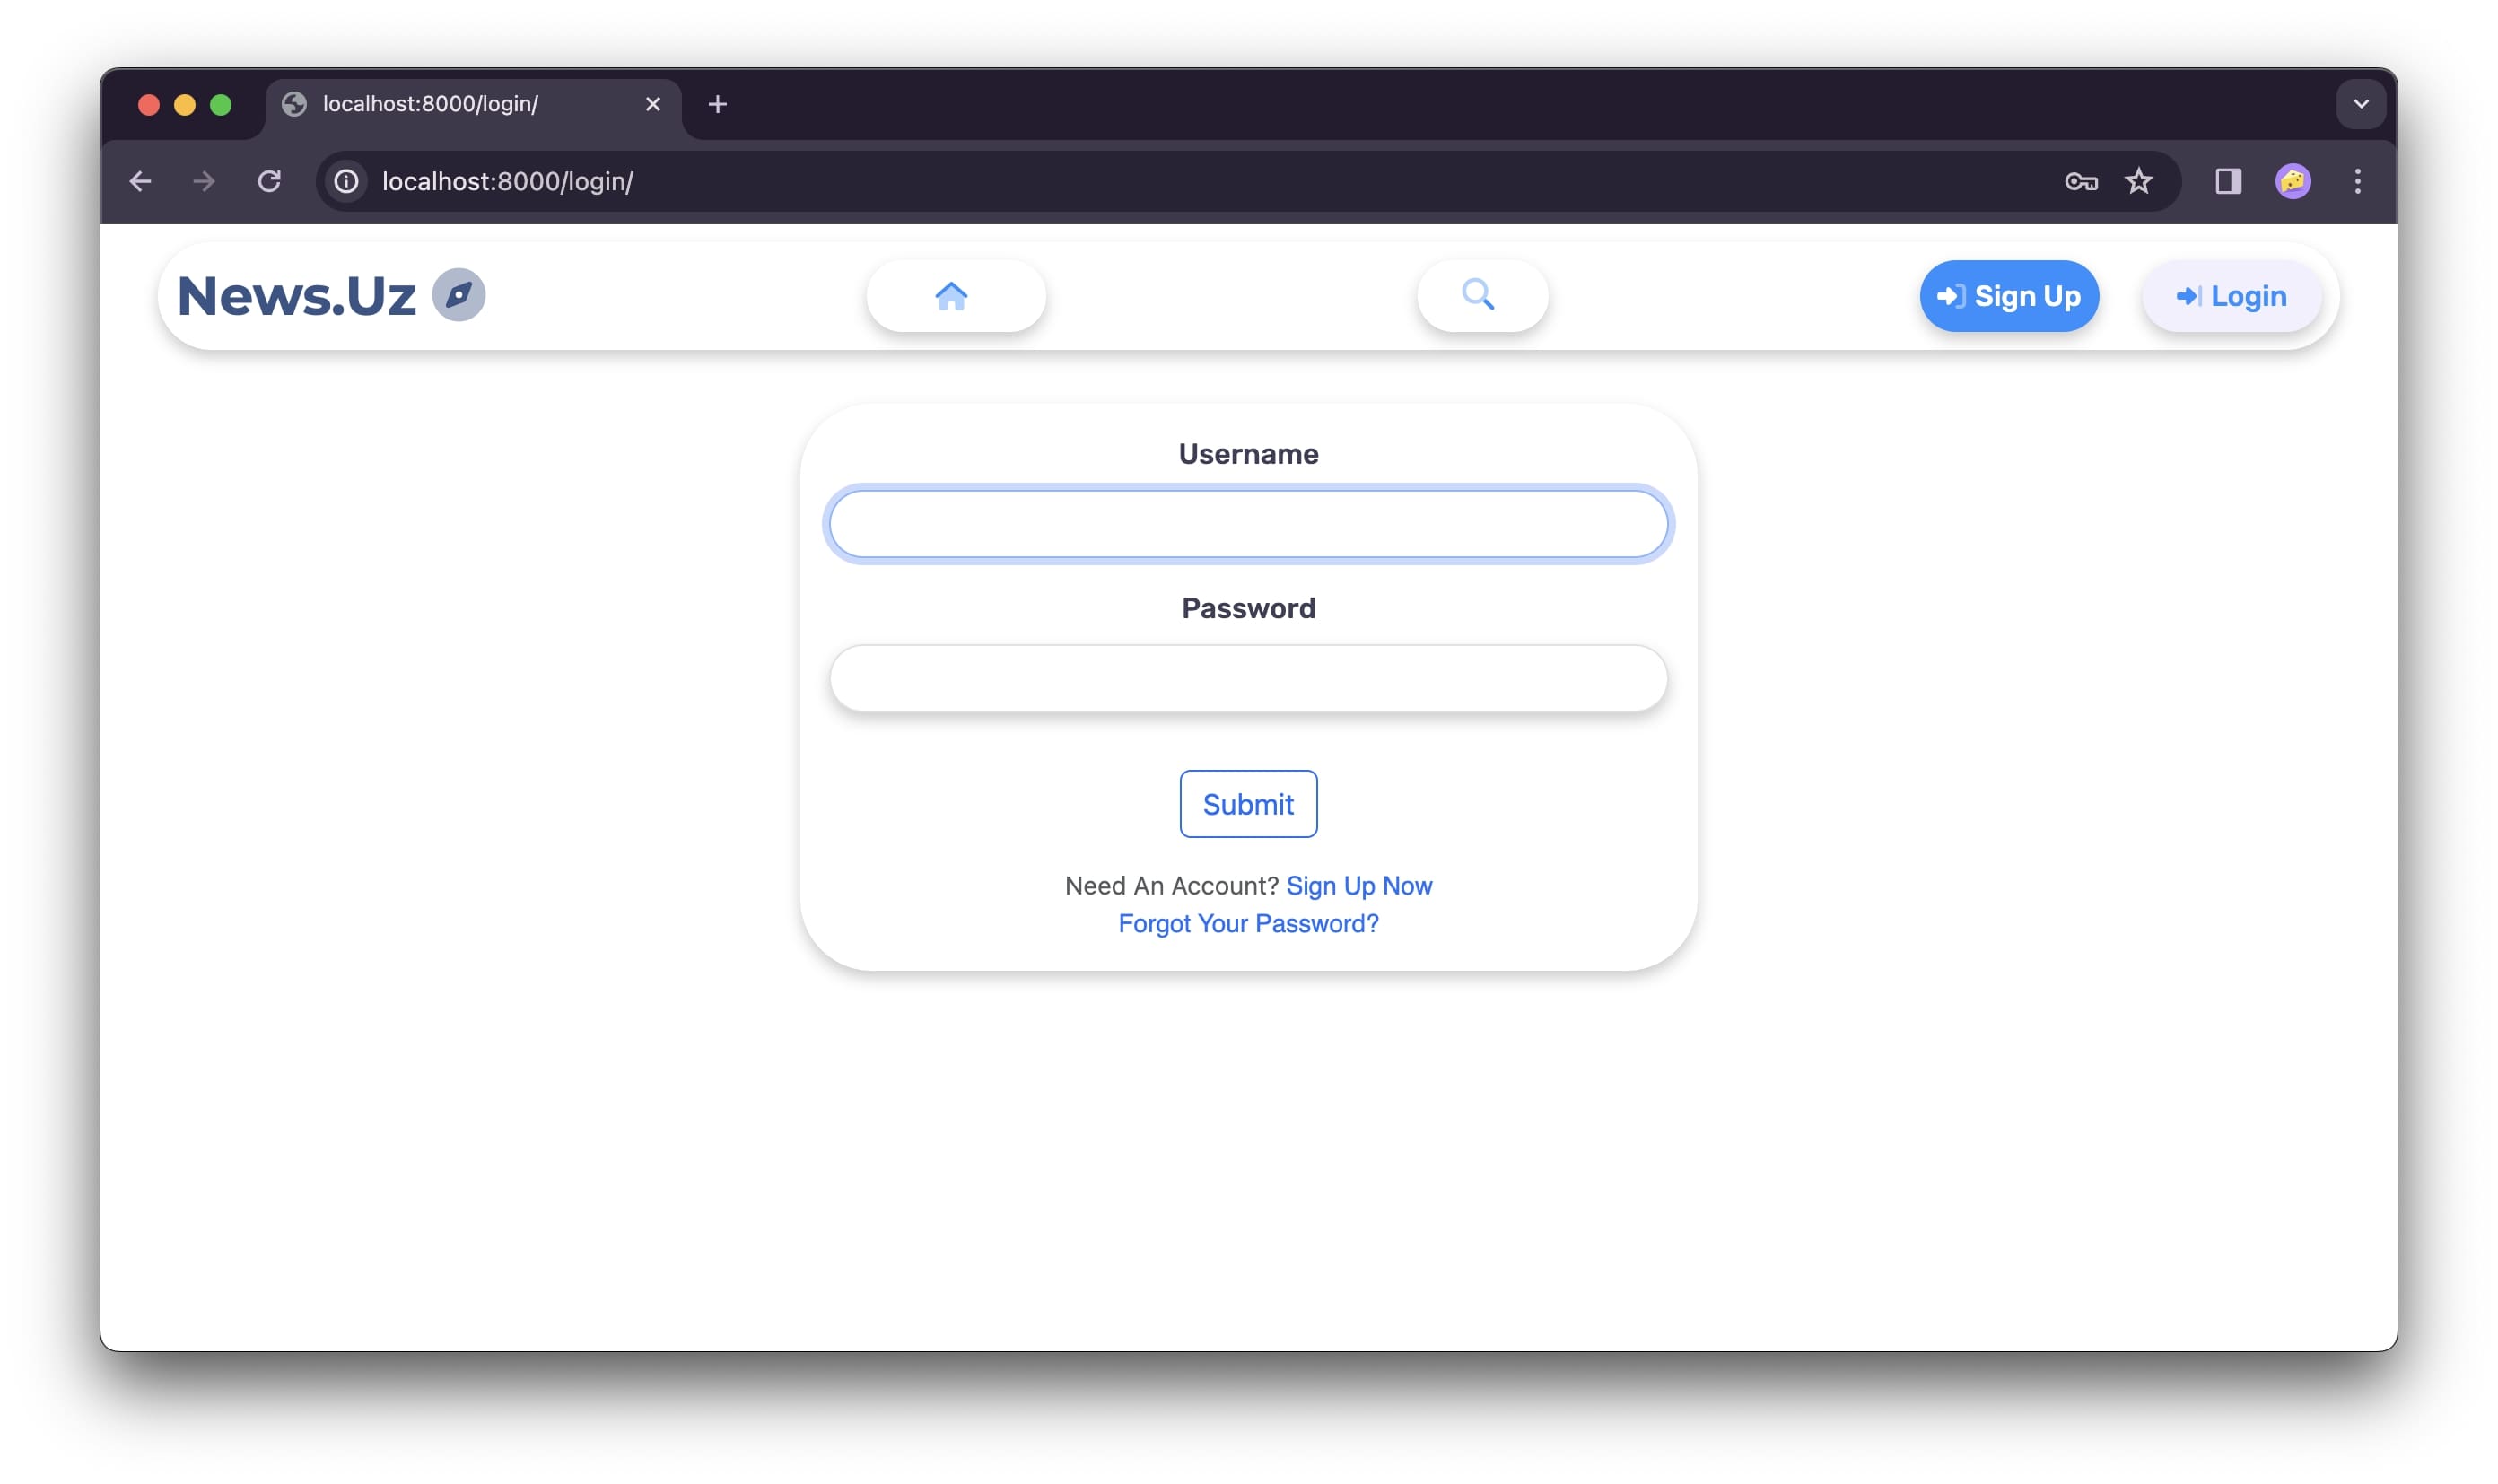 localhost:8000/login/
localhost:8000/login/
News.Uz
Sign Up
Login
Username
Password
Submit
Need An Account? Sign Up Now
Forgot Your Password?